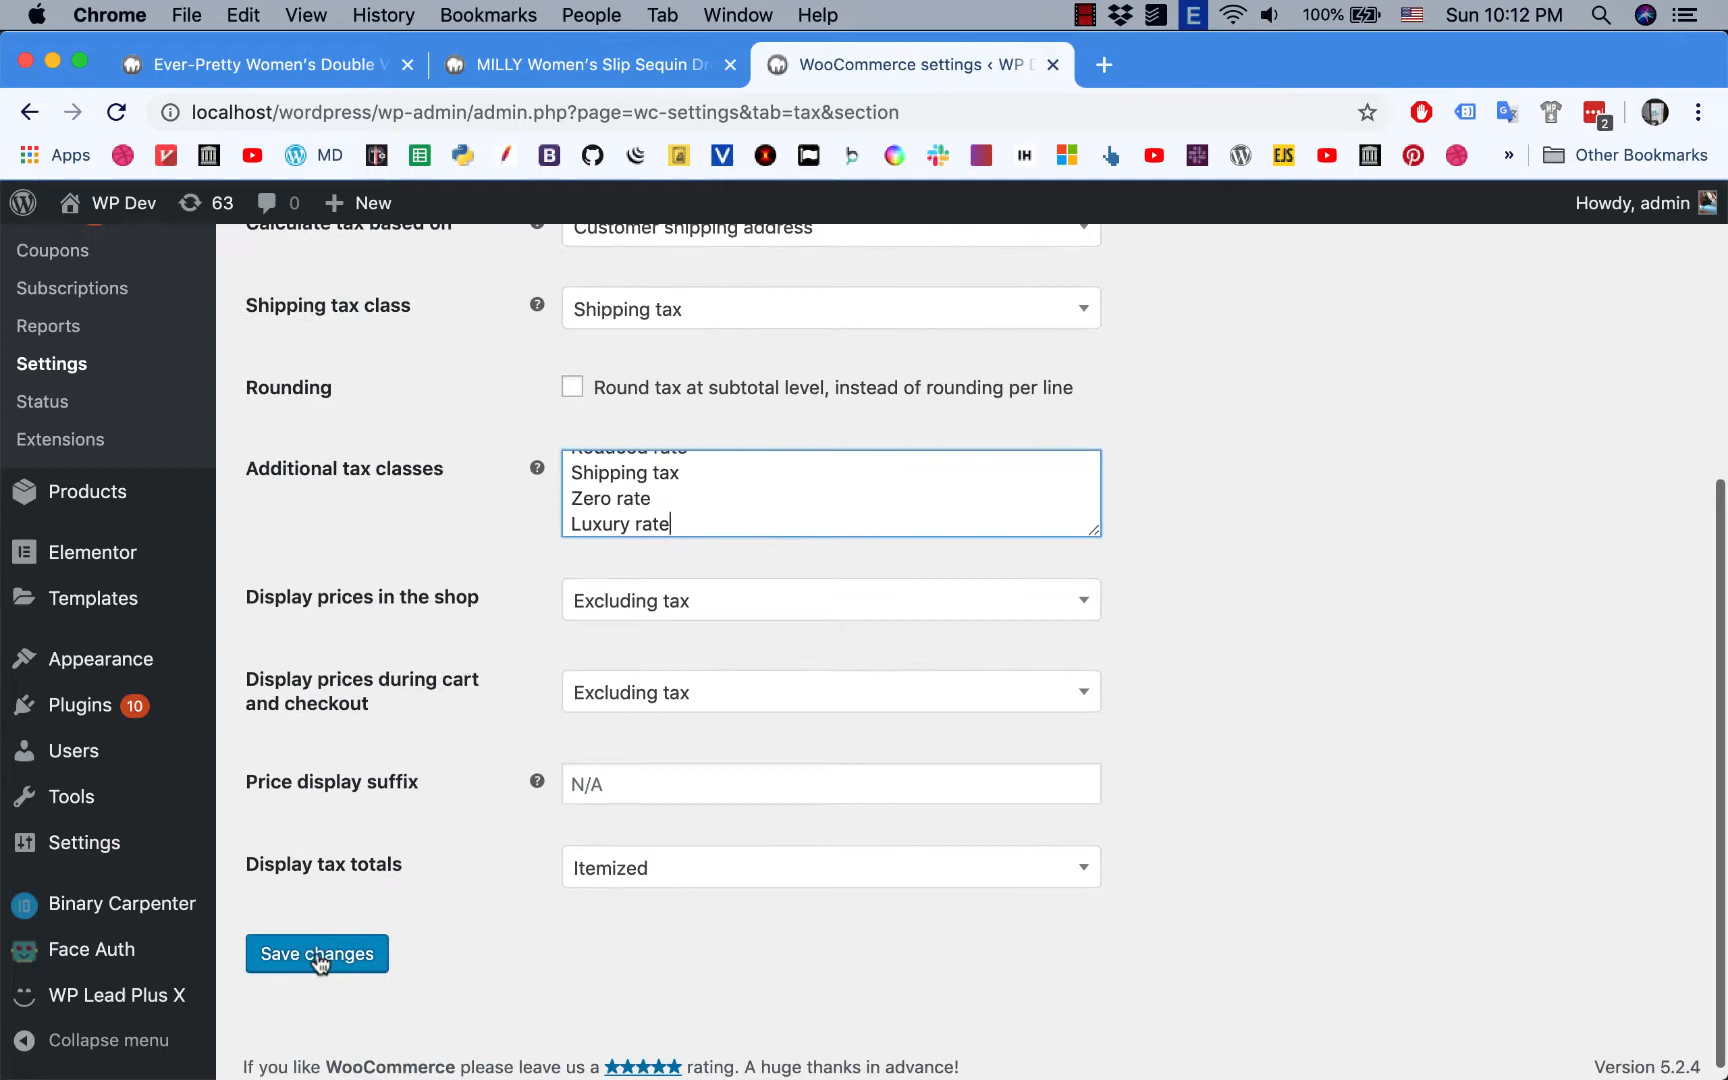 Chrome File Edit View History Bookmarks People Tab Window Help 100% Sun 10:12 PM
Ever-Pretty Women's Double V MILLY Women's Slip Sequin Dr WooCommerce settings ‹ WP D
localhost/wordpress/wp-admin/admin.php?page=wc-settings&tab=tax&section 2
Apps MD IH EJS » Other Bookmarks
WP Dev 63 0 New Howdy, admin
Calculate tax based on Customer shipping address
Coupons
Subscriptions
Reports
Settings
Status
Extensions
Products
Elementor
Templates
Appearance
Plugins 10
Users
Tools
Settings
Binary Carpenter
Face Auth
WP Lead Plus X
Collapse menu
Shipping tax class Shipping tax
Rounding Round tax at subtotal level, instead of rounding per line
Additional tax classes Reduced rate
Shipping tax
Zero rate
Luxury rate
Display prices in the shop Excluding tax
Display prices during cart
and checkout Excluding tax
Price display suffix N/A
Display tax totals Itemized
Save changes
If you like WooCommerce please leave us a ★★★★★ rating. A huge thanks in advance! Version 5.2.4